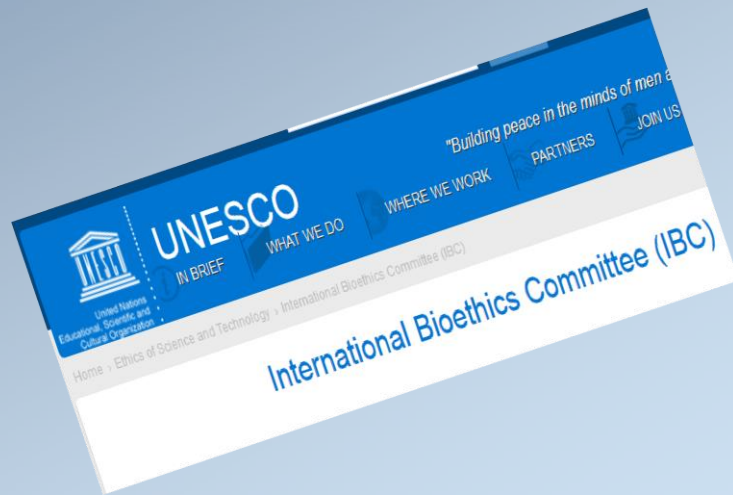 "Building peace in the minds of men a
UNESCO
UNESCO
United Nations
Educational, Scientific and
Cultural Organization
IN BRIEF
WHAT WE DO
WHERE WE WORK
PARTNERS
JOIN US
Home › Ethics of Science and Technology › International Bioethics Committee (IBC)
International Bioethics Committee (IBC)